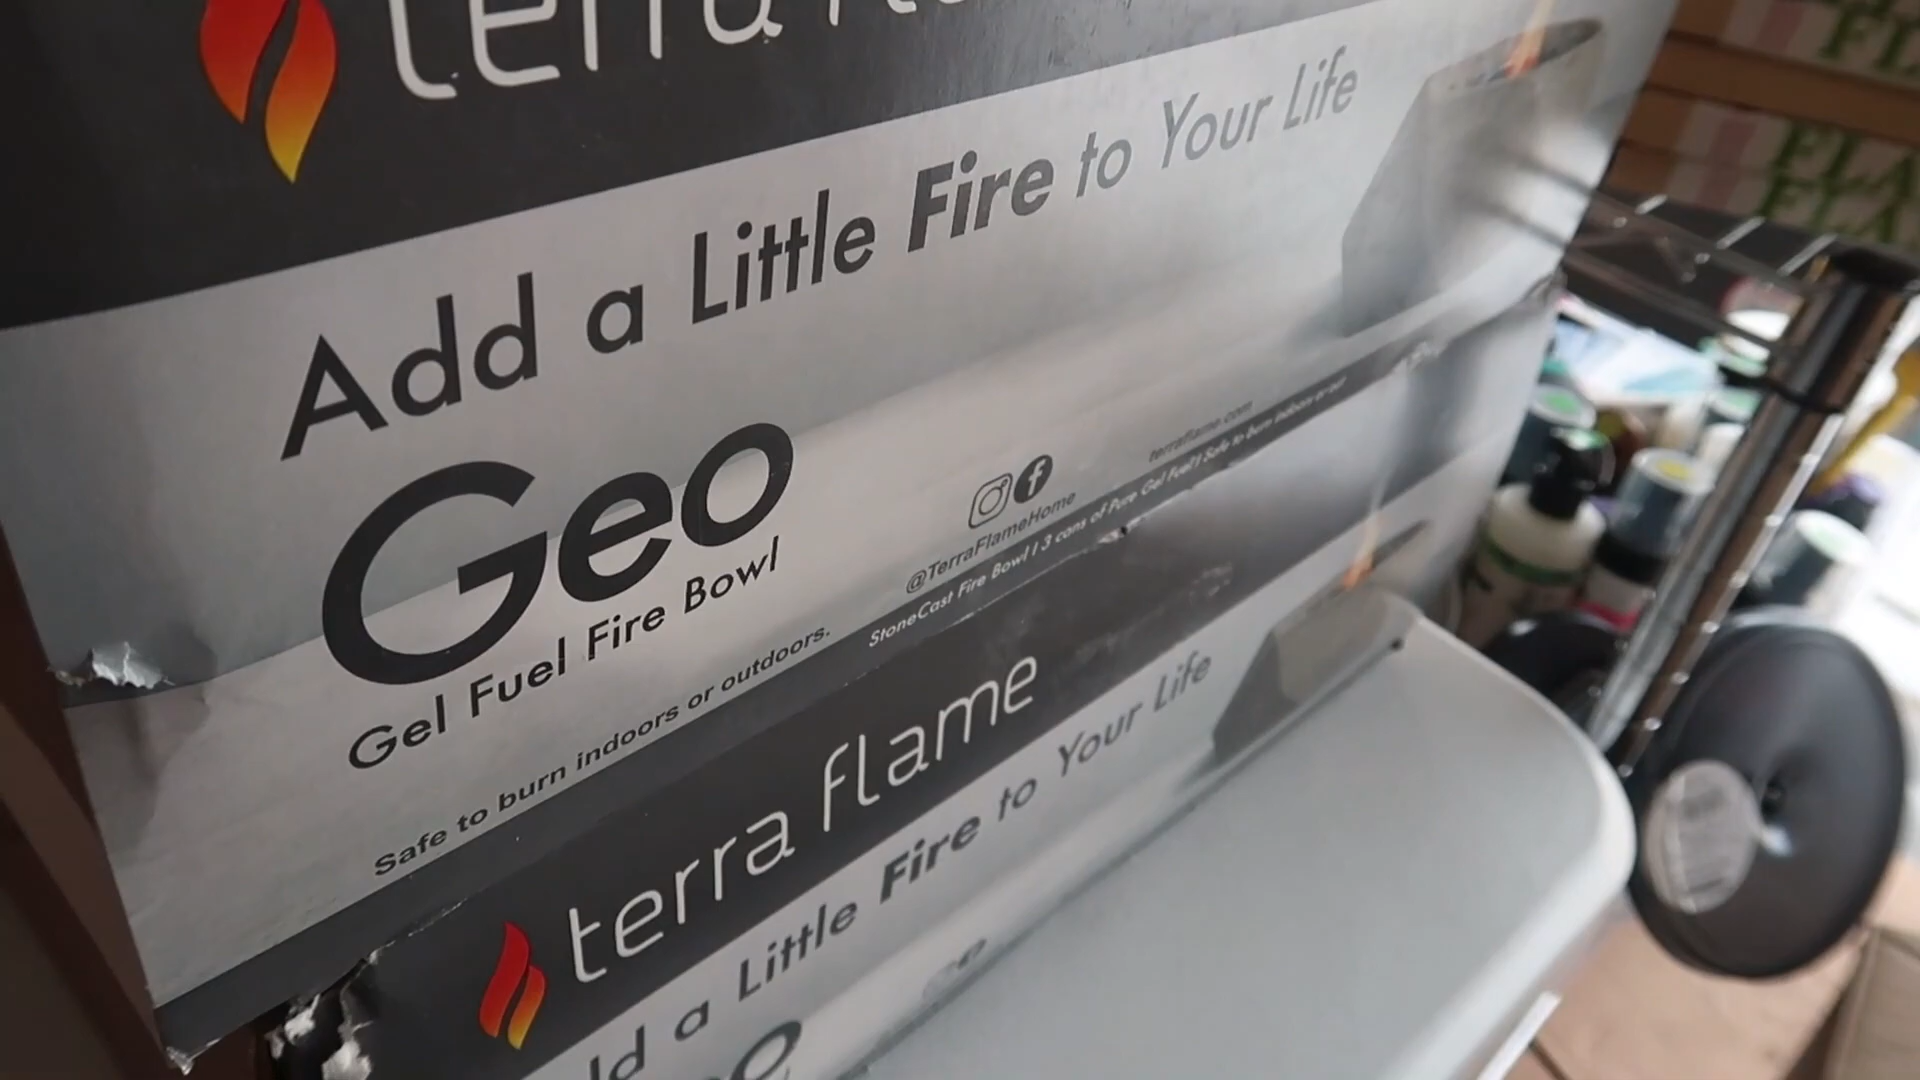 terra
Add a Little Fire to Your Life
Geo
Gel Fuel Fire Bowl
@TerraFlameHome
terraflame.com
Safe to burn indoors or outdoors.
StoneCast Fire Bowl | 3 cans of Pure Gel Fuel | Safe to burn indoors or out
terra flame
Add a Little Fire to Your Life